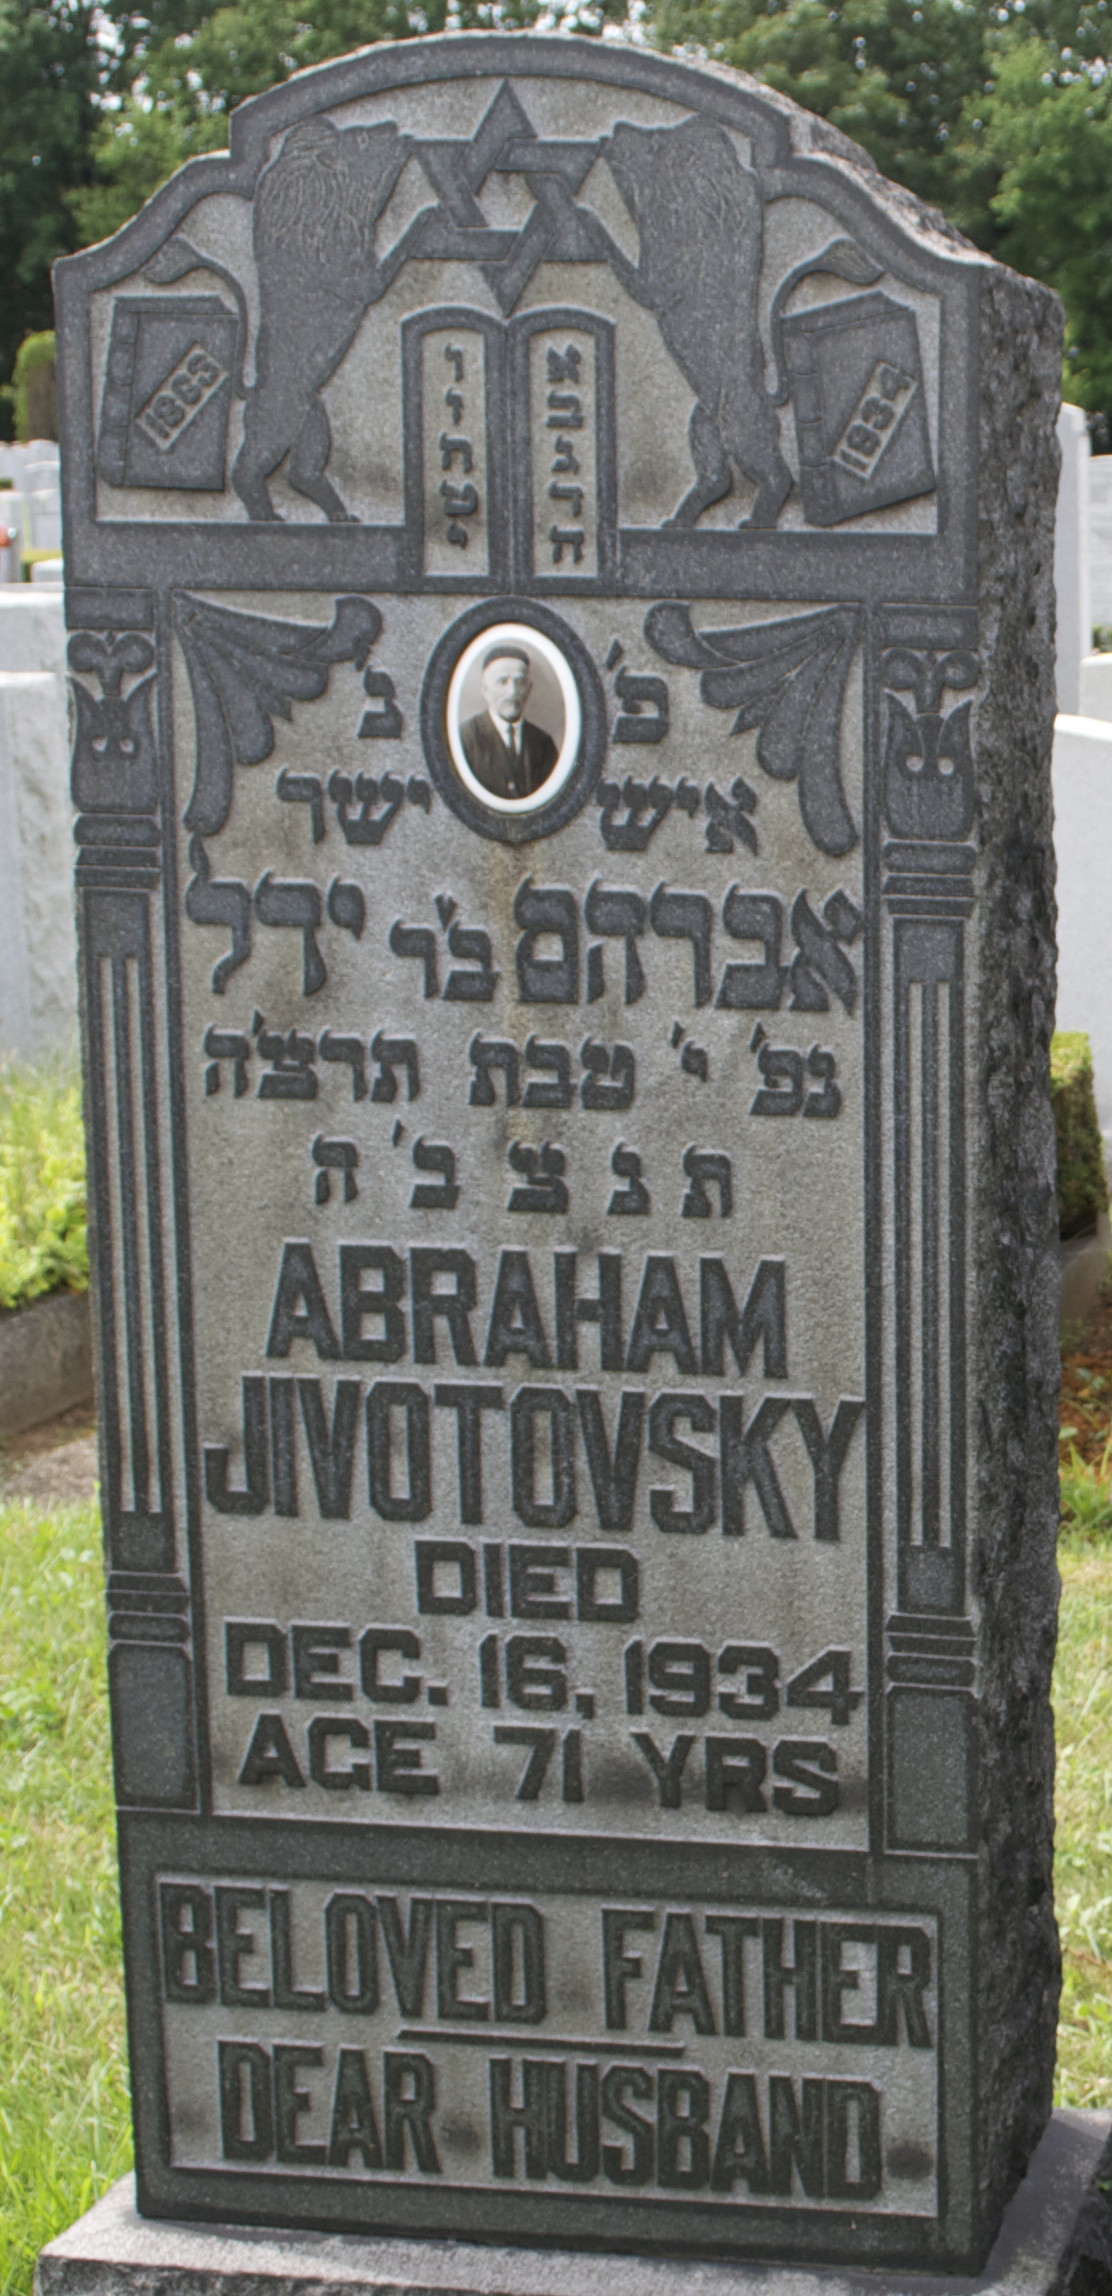 1863
1934
א ו
ב ז
ג ח
ד ט
ה י
פ' נ'
איש ישר
אברהם ב'ר ידל
נפ' י' טבת תרצ'ה
ת נ צ ב' ה
ABRAHAM
JIVOTOVSKY
DIED
DEC. 16, 1934
AGE 71 YRS
BELOVED FATHER
DEAR HUSBAND